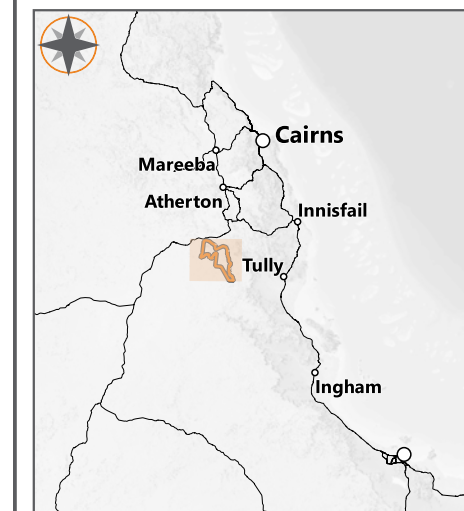 Cairns
Mareeba
Atherton
Innisfail
Tully
Ingham